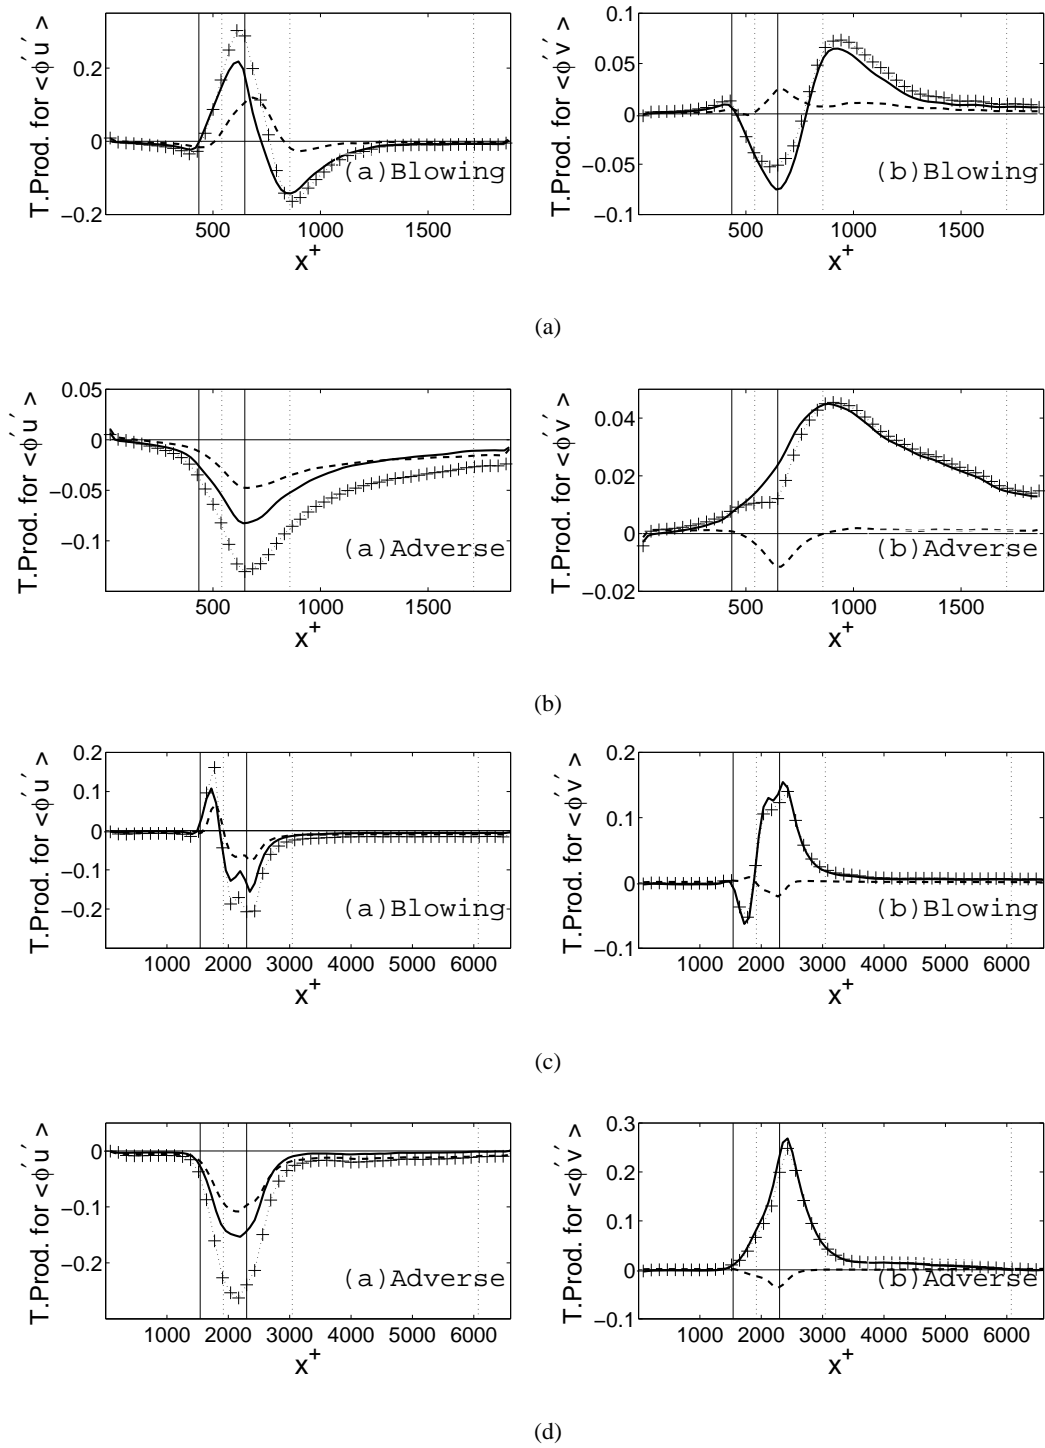 T.Prod. for <ϕ′u′>
0.2
0
−0.2
(a)Blowing
500
1000
1500
x+
T.Prod. for <ϕ′v′>
0.1
0.05
0
−0.05
−0.1
(b)Blowing
500
1000
1500
x+
(a)
T.Prod. for <ϕ′u′>
0.05
0
−0.05
−0.1
(a)Adverse
500
1000
1500
x+
T.Prod. for <ϕ′v′>
0.04
0.02
0
−0.02
(b)Adverse
500
1000
1500
x+
(b)
T.Prod. for <ϕ′u′>
0.2
0.1
0
−0.1
−0.2
(a)Blowing
1000 2000 3000 4000 5000 6000
x+
T.Prod. for <ϕ′v′>
0.2
0.1
0
−0.1
(b)Blowing
1000 2000 3000 4000 5000 6000
x+
(c)
T.Prod. for <ϕ′u′>
0
−0.1
−0.2
(a)Adverse
1000 2000 3000 4000 5000 6000
x+
T.Prod. for <ϕ′v′>
0.3
0.2
0.1
0
−0.1
(b)Adverse
1000 2000 3000 4000 5000 6000
x+
(d)